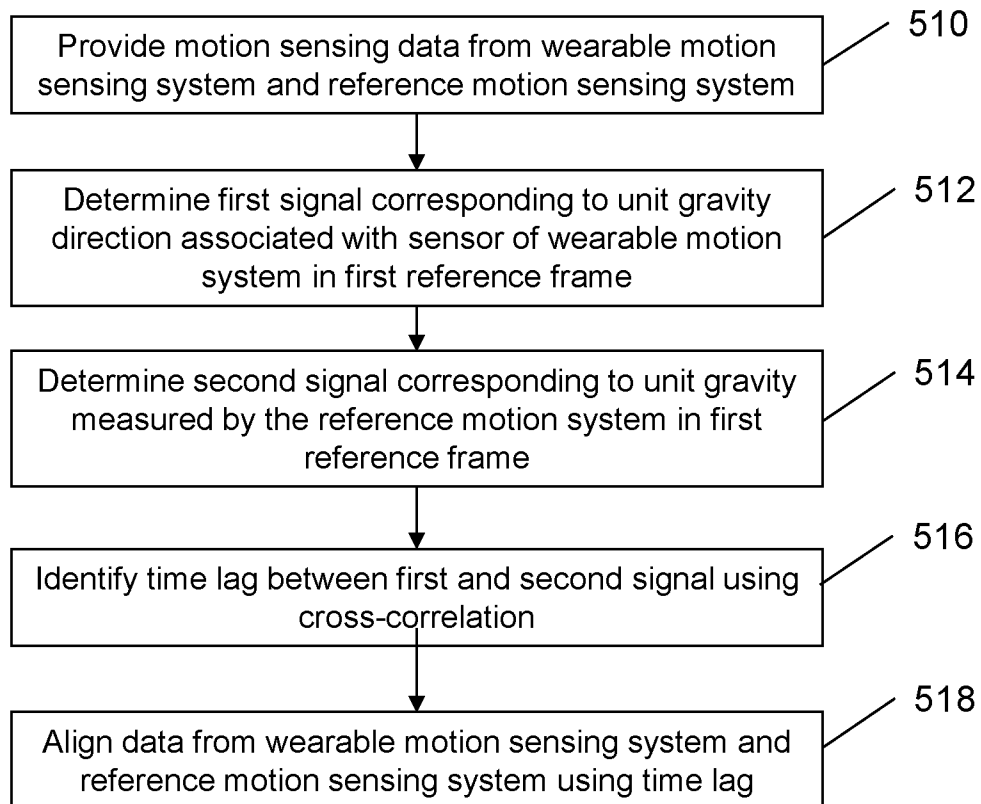 510
Provide motion sensing data from wearable motion
sensing system and reference motion sensing system
512
Determine first signal corresponding to unit gravity
direction associated with sensor of wearable motion
system in first reference frame
514
Determine second signal corresponding to unit gravity
measured by the reference motion system in first
reference frame
516
Identify time lag between first and second signal using
cross-correlation
518
Align data from wearable motion sensing system and
reference motion sensing system using time lag